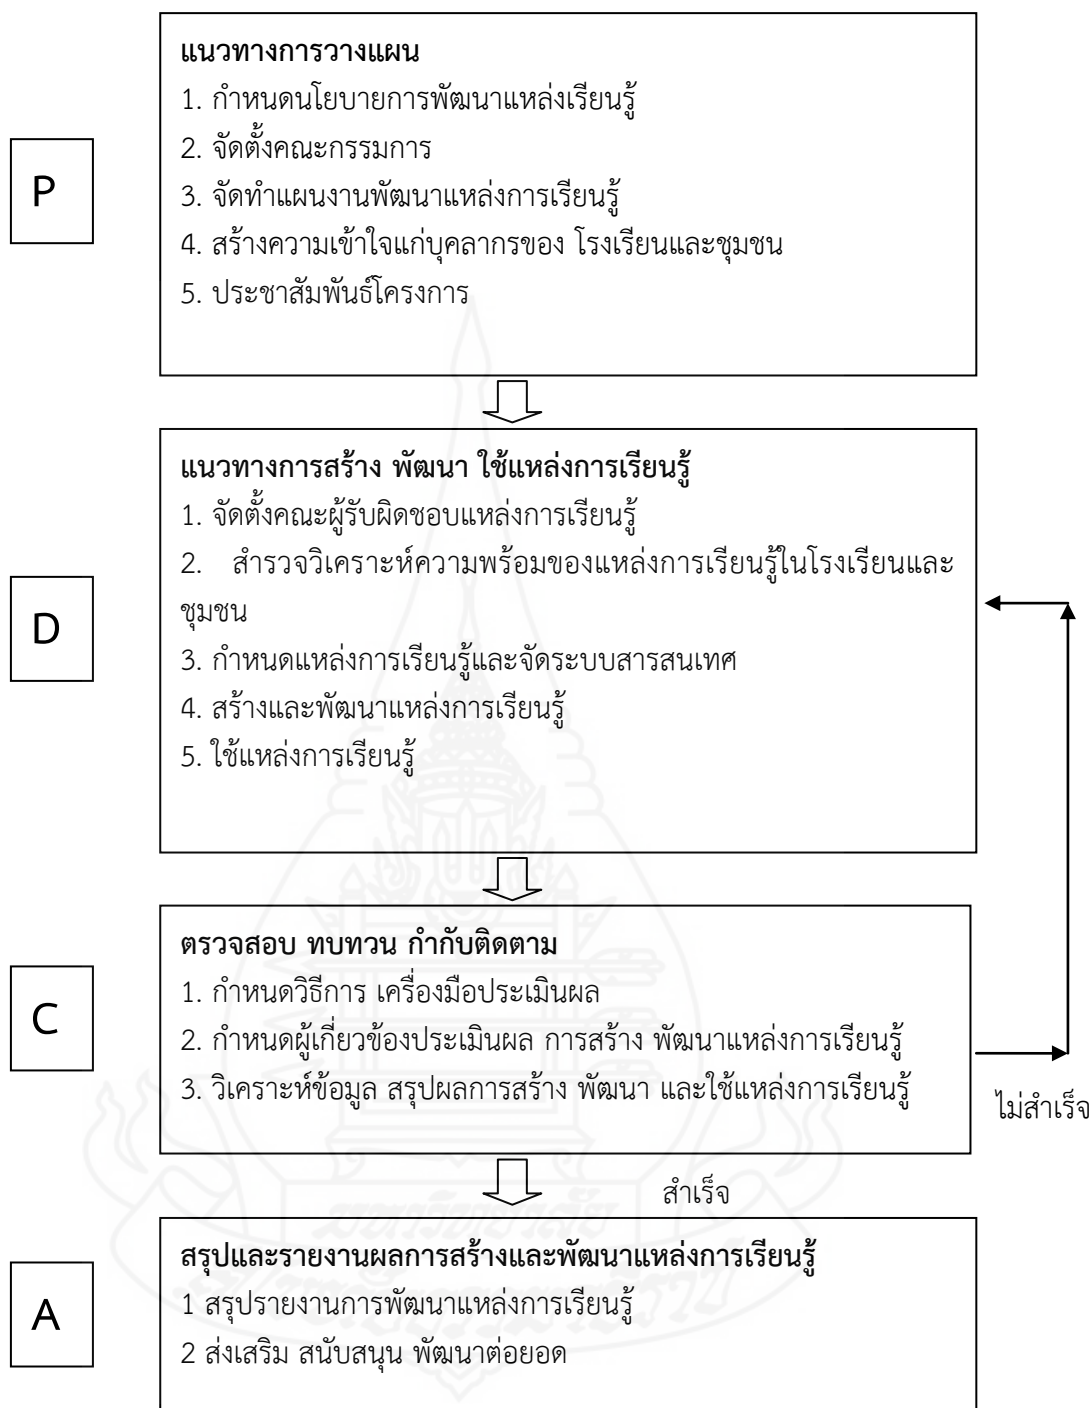 P
แนวทางการวางแผน
1. กำหนดนโยบายการพัฒนาแหล่งเรียนรู้
2. จัดตั้งคณะกรรมการ
3. จัดทำแผนงานพัฒนาแหล่งการเรียนรู้
4. สร้างความเข้าใจแก่บุคลากรของ โรงเรียนและชุมชน
5. ประชาสัมพันธ์โครงการ
D
แนวทางการสร้าง พัฒนา ใช้แหล่งการเรียนรู้
1. จัดตั้งคณะผู้รับผิดชอบแหล่งการเรียนรู้
2. สำรวจวิเคราะห์ความพร้อมของแหล่งการเรียนรู้ในโรงเรียนและ
ชุมชน
3. กำหนดแหล่งการเรียนรู้และจัดระบบสารสนเทศ
4. สร้างและพัฒนาแหล่งการเรียนรู้
5. ใช้แหล่งการเรียนรู้
C
ตรวจสอบ ทบทวน กำกับติดตาม
1. กำหนดวิธีการ เครื่องมือประเมินผล
2. กำหนดผู้เกี่ยวข้องประเมินผล การสร้าง พัฒนาแหล่งการเรียนรู้
3. วิเคราะห์ข้อมูล สรุปผลการสร้าง พัฒนา และใช้แหล่งการเรียนรู้
ไม่สำเร็จ
สำเร็จ
มหาวิทยาลัย
A
สรุปและรายงานผลการสร้างและพัฒนาแหล่งการเรียนรู้
1 สรุปรายงานการพัฒนาแหล่งการเรียนรู้
2 ส่งเสริม สนับสนุน พัฒนาต่อยอด